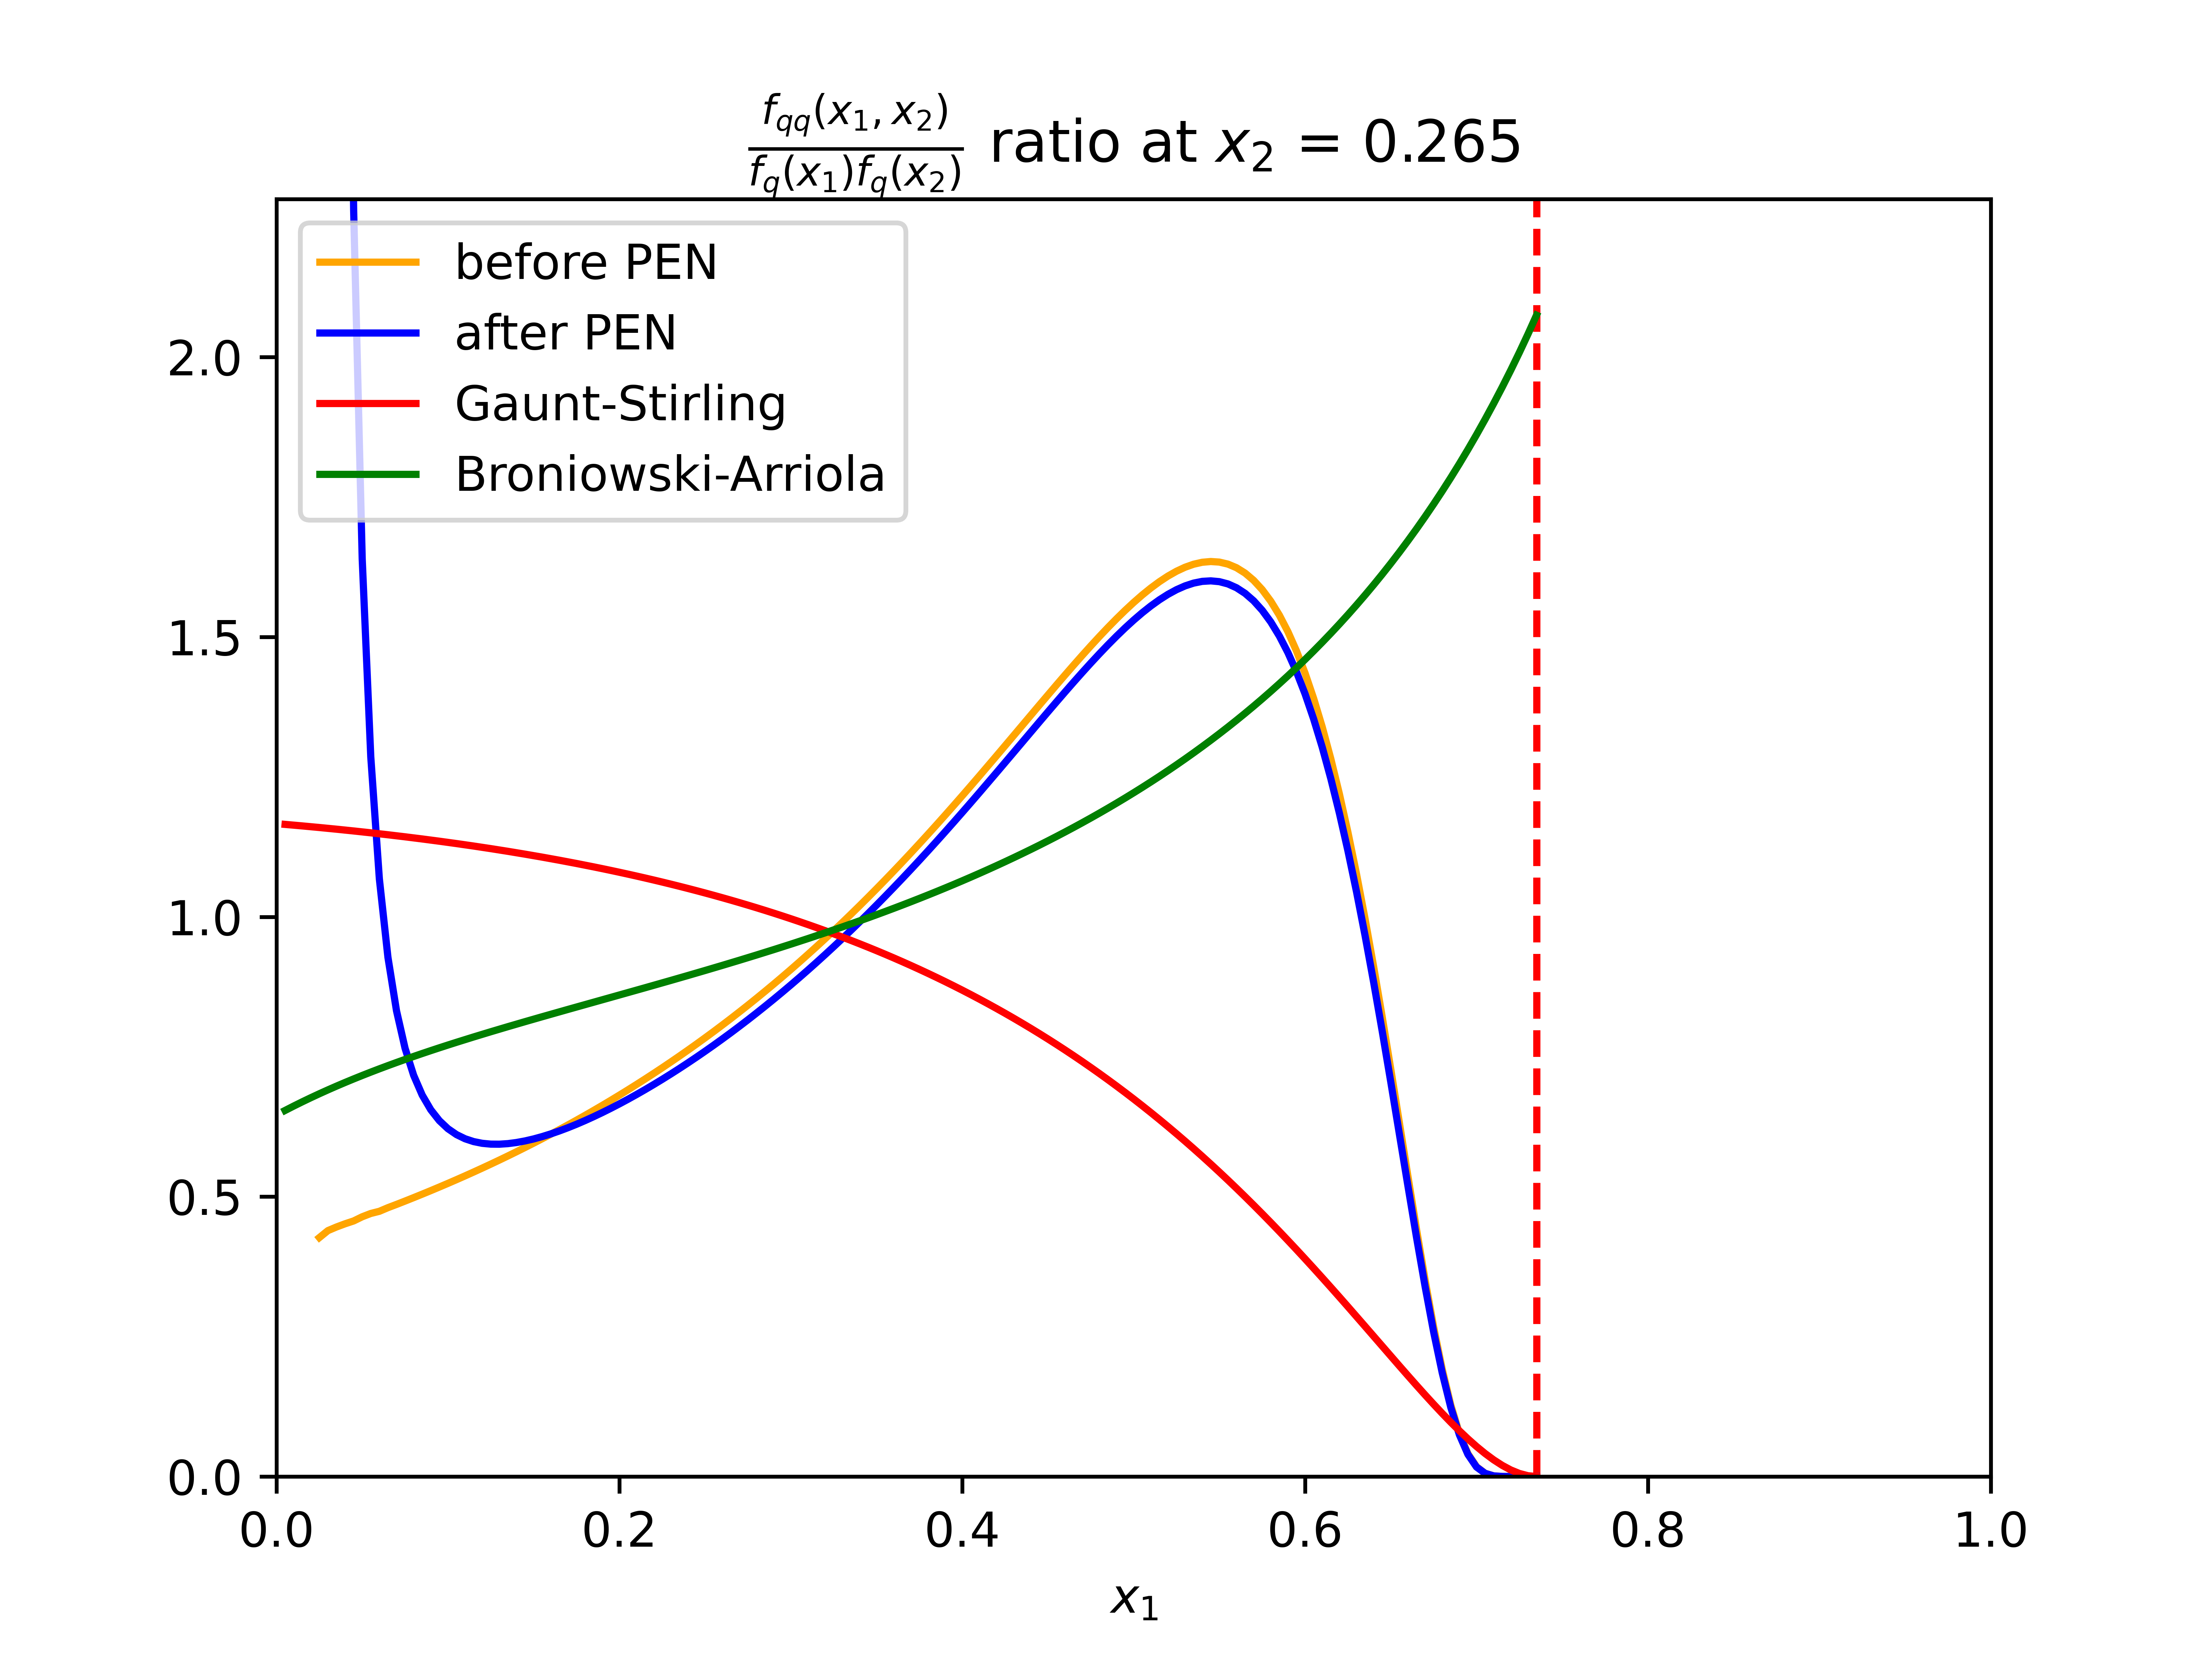 f_qq(x_1, x_2) / f_q(x_1) f_q(x_2) ratio at x_2 = 0.265
before PEN
after PEN
Gaunt-Stirling
Broniowski-Arriola
2.0
1.5
1.0
0.5
0.0
0.0 0.2 0.4 0.6 0.8 1.0
x_1